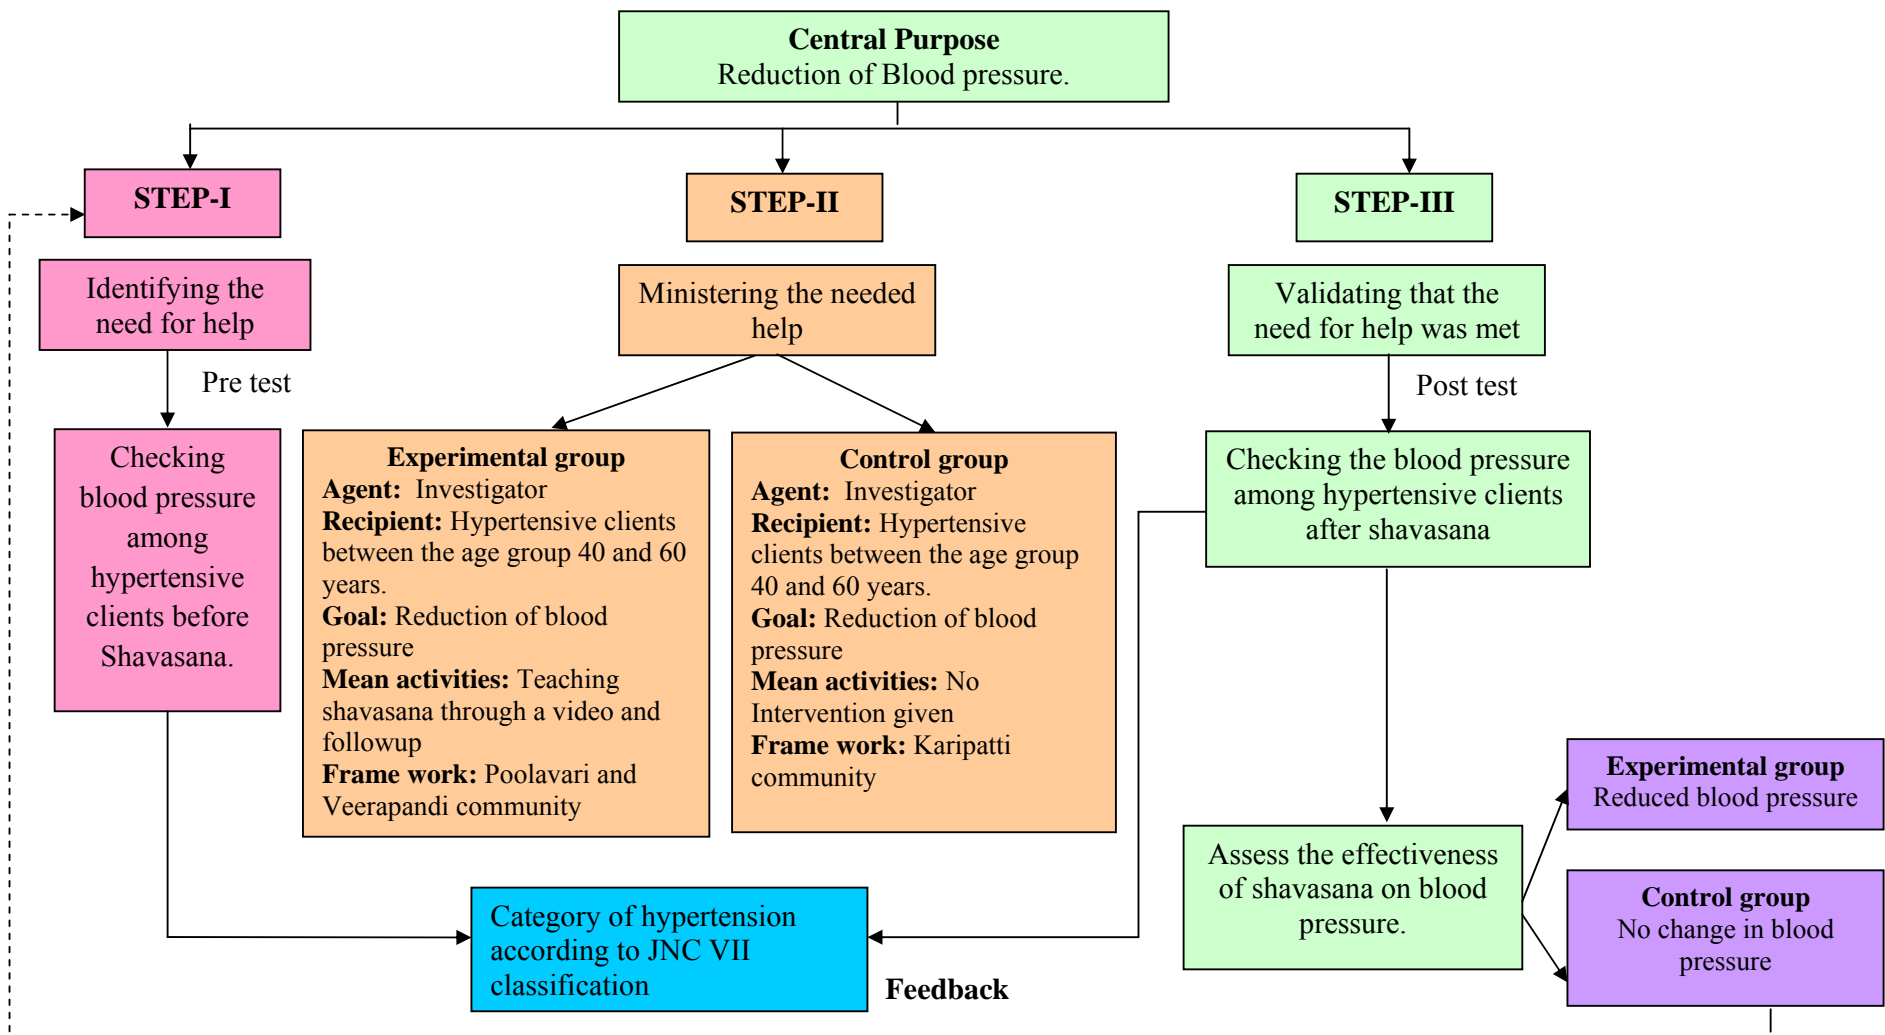 Central Purpose
Reduction of Blood pressure.
STEP-I
STEP-II
STEP-III
Identifying the
need for help
Ministering the needed
help
Validating that the
need for help was met
Pre test
Post test
Checking
blood pressure
among
hypertensive
clients before
Shavasana.
Experimental group
Agent:  Investigator
Recipient: Hypertensive clients
between the age group 40 and 60
years.
Goal: Reduction of blood
pressure
Mean activities: Teaching
shavasana through a video and
followup
Frame work: Poolavari and
Veerapandi community
Control group
Agent:  Investigator
Recipient: Hypertensive
clients between the age group
40 and 60 years.
Goal: Reduction of blood
pressure
Mean activities: No
Intervention given
Frame work: Karipatti
community
Checking the blood pressure
among hypertensive clients
after shavasana
Experimental group
Reduced blood pressure
Assess the effectiveness
of shavasana on blood
pressure.
Control group
No change in blood
pressure
Category of hypertension
according to JNC VII
classification
Feedback